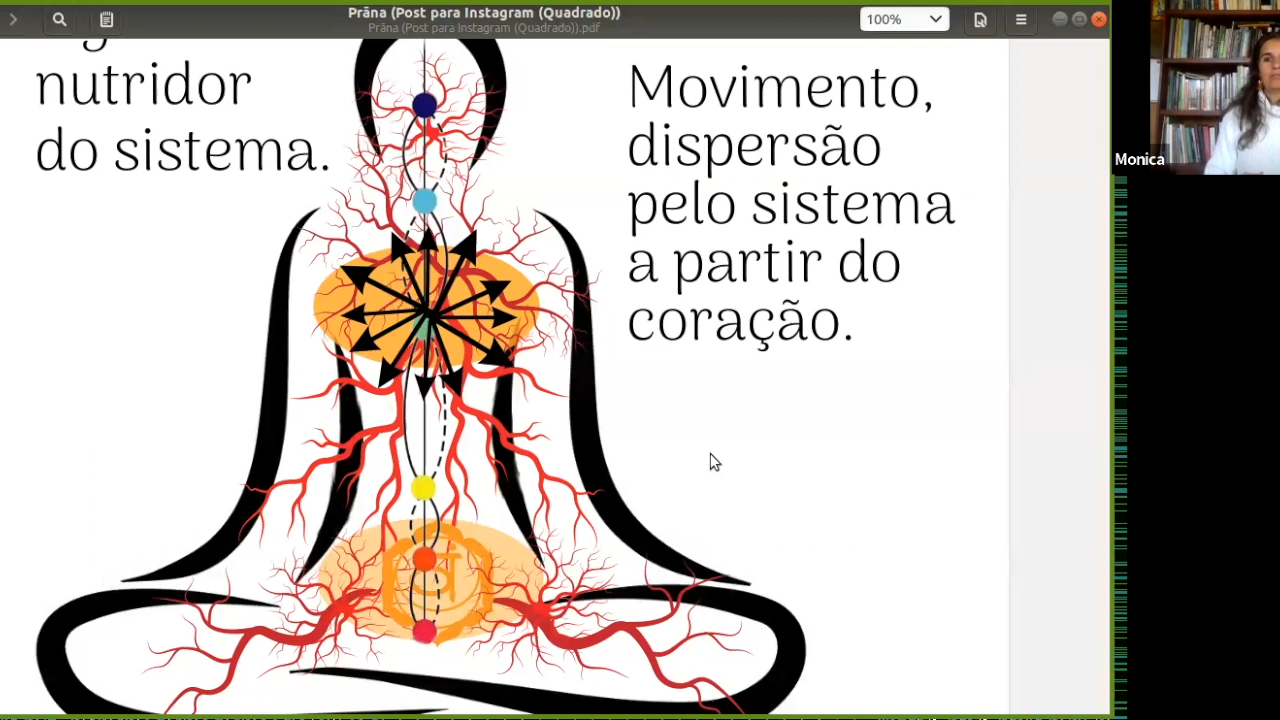 Prāna (Post para Instagram (Quadrado))
Prāna (Post para Instagram (Quadrado)).pdf
100%
nutridor
do sistema.
Movimento,
dispersão
pelo sistema
a partir do
coração.
Monica